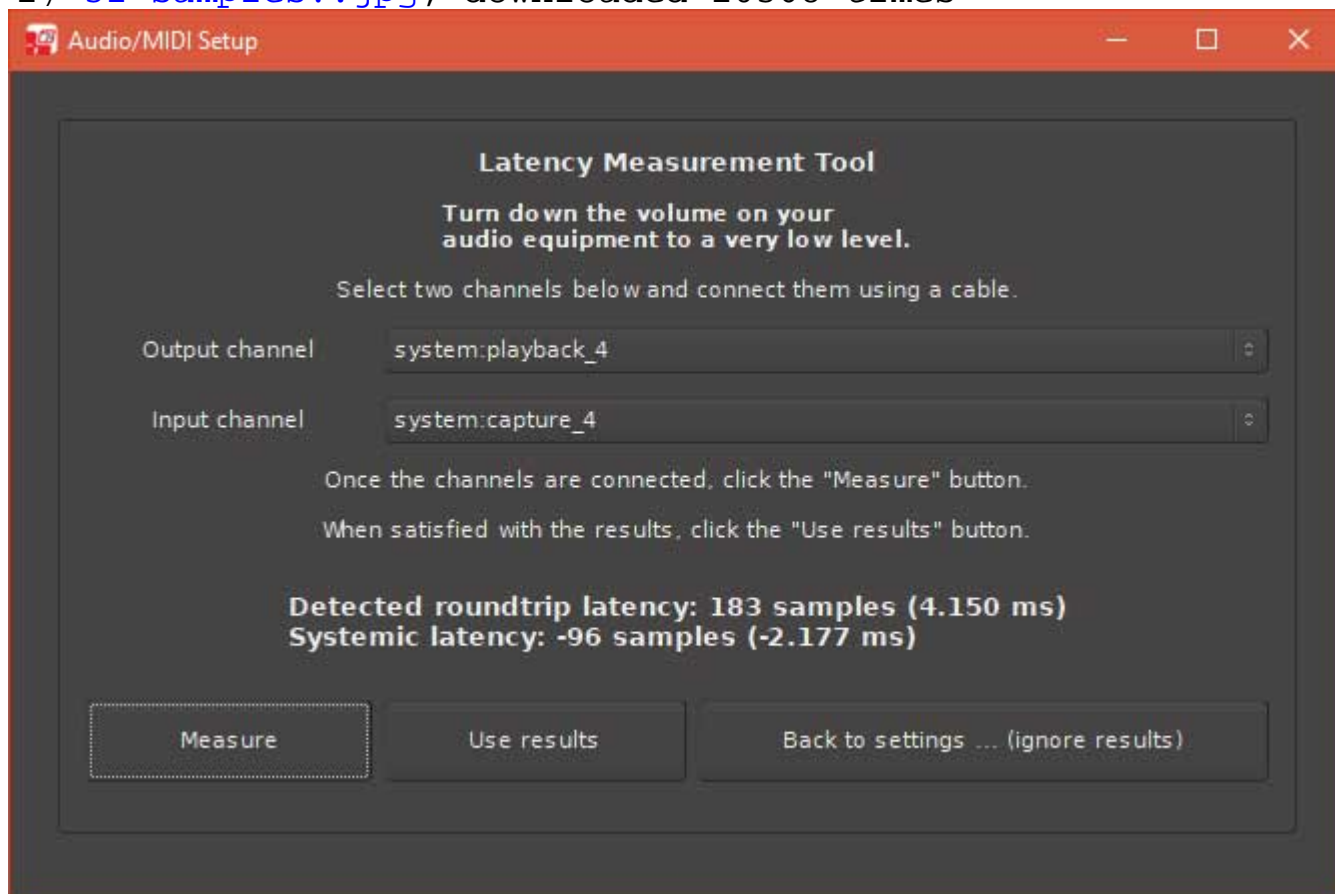 Audio/MIDI Setup
Latency Measurement Tool
Turn down the volume on your
audio equipment to a very low level.
Select two channels below and connect them using a cable.
Output channel system:playback_4
Input channel system:capture_4
Once the channels are connected, click the "Measure" button.
When satisfied with the results, click the "Use results" button.
Detected roundtrip latency: 183 samples (4.150 ms)
Systemic latency: -96 samples (-2.177 ms)
Measure Use results Back to settings ... (ignore results)